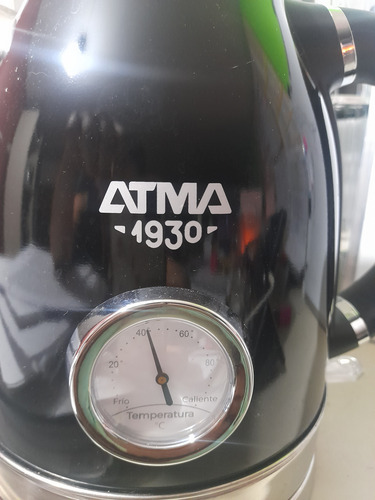 ATMA
-1930-
40 60
20 80
Frio Caliente
Temperatura
°C